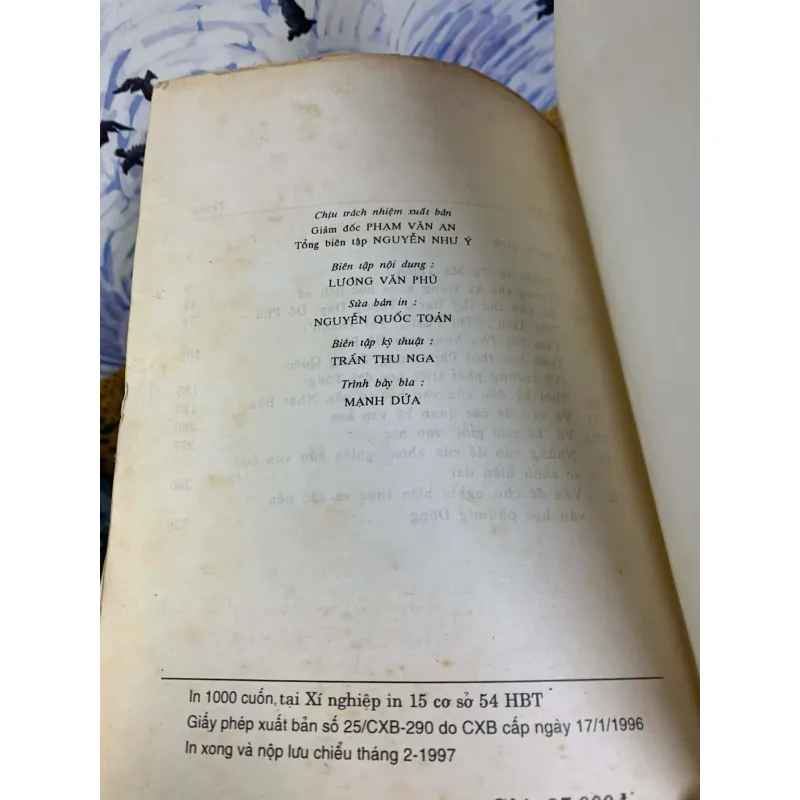 Chịu trách nhiệm xuất bản
Giám đốc PHẠM VĂN AN
Tổng biên tập NGUYỄN NHƯ Ý
Biên tập nội dung :
LƯƠNG VĂN PHÚ
Sửa bản in :
NGUYỄN QUỐC TOẢN
Biên tập kỹ thuật :
TRẦN THU NGA
Trình bày bìa :
MẠNH DỨA
In 1000 cuốn, tại Xí nghiệp in 15 cơ sở 54 HBT
Giấy phép xuất bản số 25/CXB-290 do CXB cấp ngày 17/1/1996
In xong và nộp lưu chiểu tháng 2-1997